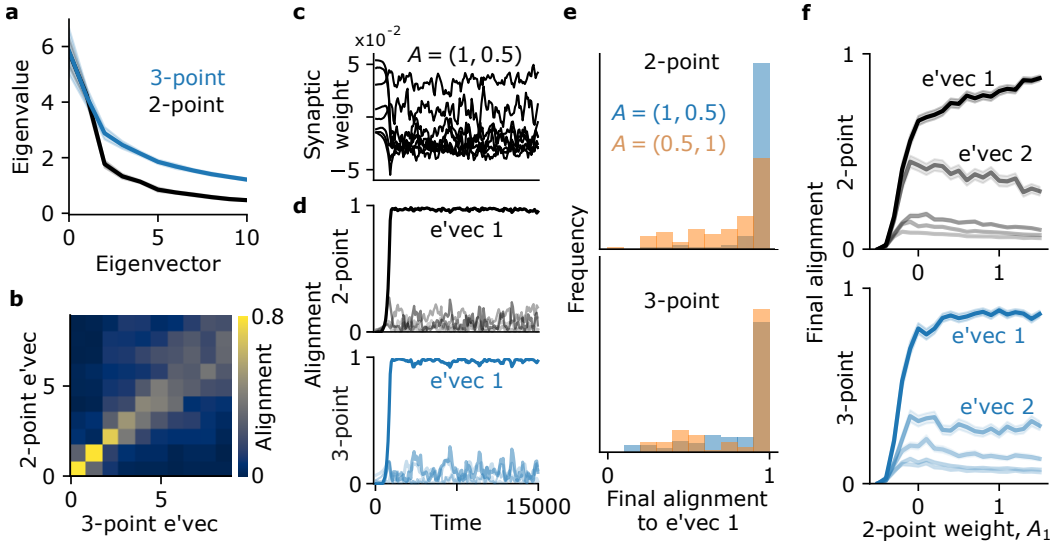 a
Eigenvalue
6
4
2
0
3-point
2-point
0
5
10
Eigenvector
b
2-point e'vec
5
0
0
5
3-point e'vec
0.8
Alignment
0
c
×10⁻²
A = (1, 0.5)
Synaptic
weight
5
−5
d
Alignment
2-point
1
e'vec 1
0
3-point
1
e'vec 1
0
0
15000
Time
e
Frequency
2-point
A = (1, 0.5)
A = (0.5, 1)
3-point
0
1
Final alignment
to e'vec 1
f
Final alignment
2-point
1
e'vec 1
e'vec 2
0
0
1
3-point
1
e'vec 1
e'vec 2
0
0
1
2-point weight, A₁